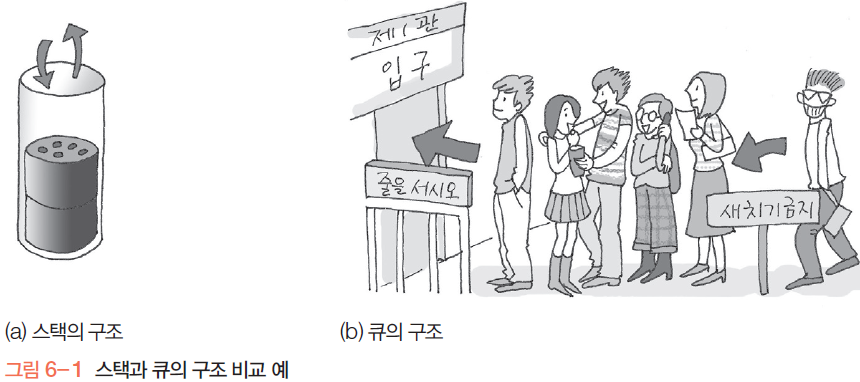 제1관
입구
줄을 서시오
새치기금지
(a) 스택의 구조
(b) 큐의 구조
그림 6-1 스택과 큐의 구조 비교 예